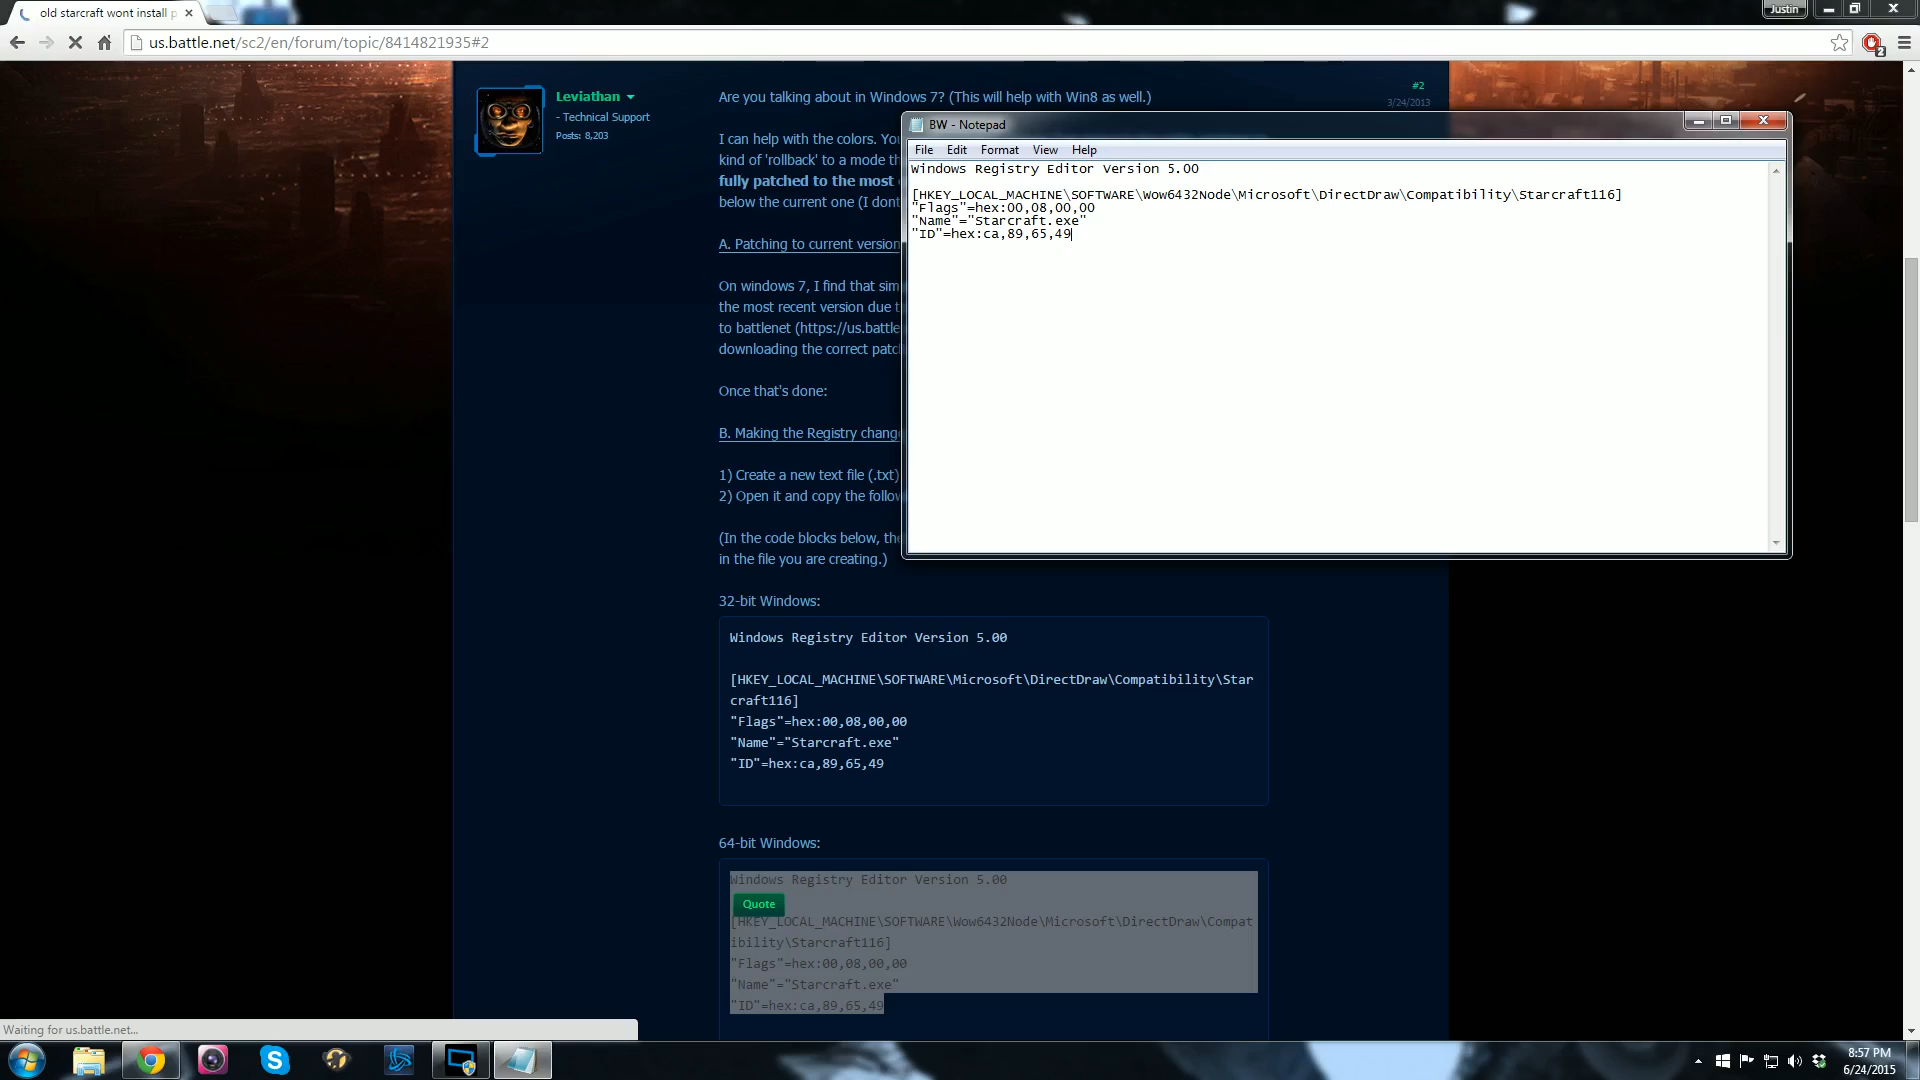 old starcraft wont install p
Justin
us.battle.net/sc2/en/forum/topic/8414821935#2
2
Leviathan
- Technical Support
Posts: 8,203
#2
3/24/2013
Are you talking about in Windows 7? (This will help with Win8 as well.)
I can help with the colors. You
kind of 'rollback' to a mode th
fully patched to the most
below the current one (I dont
A. Patching to current version
On windows 7, I find that sim
the most recent version due t
to battlenet (https://us.battle
downloading the correct patc
Once that's done:
B. Making the Registry change
1) Create a new text file (.txt)
2) Open it and copy the follow
(In the code blocks below, the
in the file you are creating.)
32-bit Windows:
Windows Registry Editor Version 5.00
[HKEY_LOCAL_MACHINE\SOFTWARE\Microsoft\DirectDraw\Compatibility\Star
craft116]
"Flags"=hex:00,08,00,00
"Name"="Starcraft.exe"
"ID"=hex:ca,89,65,49
64-bit Windows:
Windows Registry Editor Version 5.00
Quote
[HKEY_LOCAL_MACHINE\SOFTWARE\Wow6432Node\Microsoft\DirectDraw\Compat
ibility\Starcraft116]
"Flags"=hex:00,08,00,00
"Name"="Starcraft.exe"
"ID"=hex:ca,89,65,49
BW - Notepad
File Edit Format View Help
Windows Registry Editor Version 5.00
[HKEY_LOCAL_MACHINE\SOFTWARE\Wow6432Node\Microsoft\DirectDraw\Compatibility\Starcraft116]
"Flags"=hex:00,08,00,00
"Name"="Starcraft.exe"
"ID"=hex:ca,89,65,49
Waiting for us.battle.net...
8:57 PM
6/24/2015